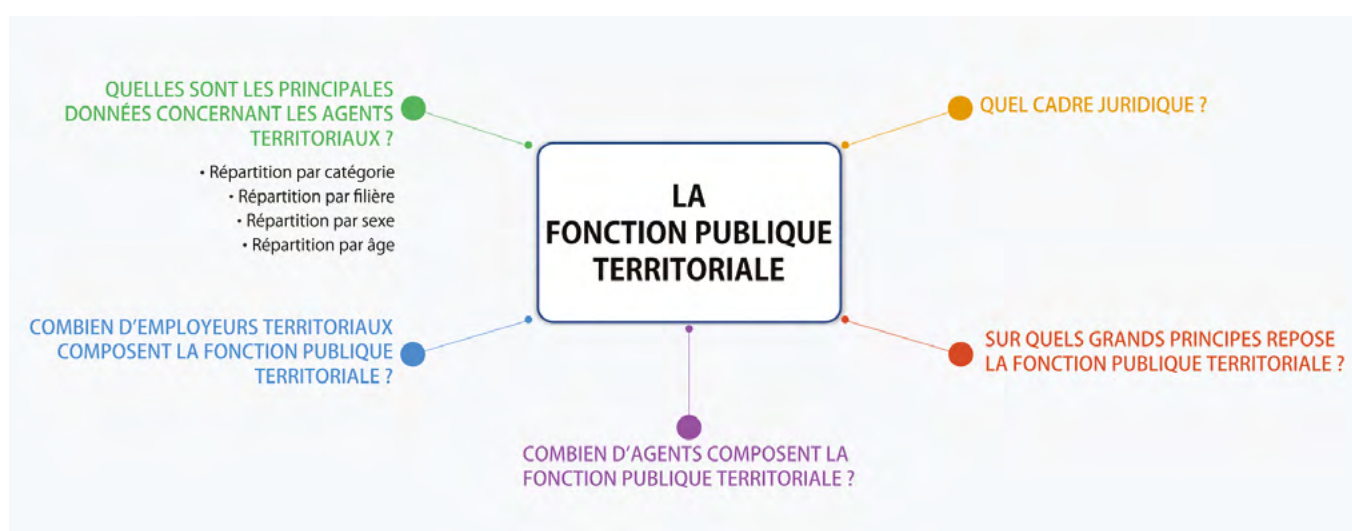 QUELLES SONT LES PRINCIPALES
DONNÉES CONCERNANT LES AGENTS
TERRITORIAUX ?
• Répartition par catégorie
• Répartition par filière
• Répartition par sexe
• Répartition par âge
QUEL CADRE JURIDIQUE ?
LA
FONCTION PUBLIQUE
TERRITORIALE
COMBIEN D'EMPLOYEURS TERRITORIAUX
COMPOSENT LA FONCTION PUBLIQUE
TERRITORIALE ?
SUR QUELS GRANDS PRINCIPES REPOSE
LA FONCTION PUBLIQUE TERRITORIALE ?
COMBIEN D'AGENTS COMPOSENT LA
FONCTION PUBLIQUE TERRITORIALE ?